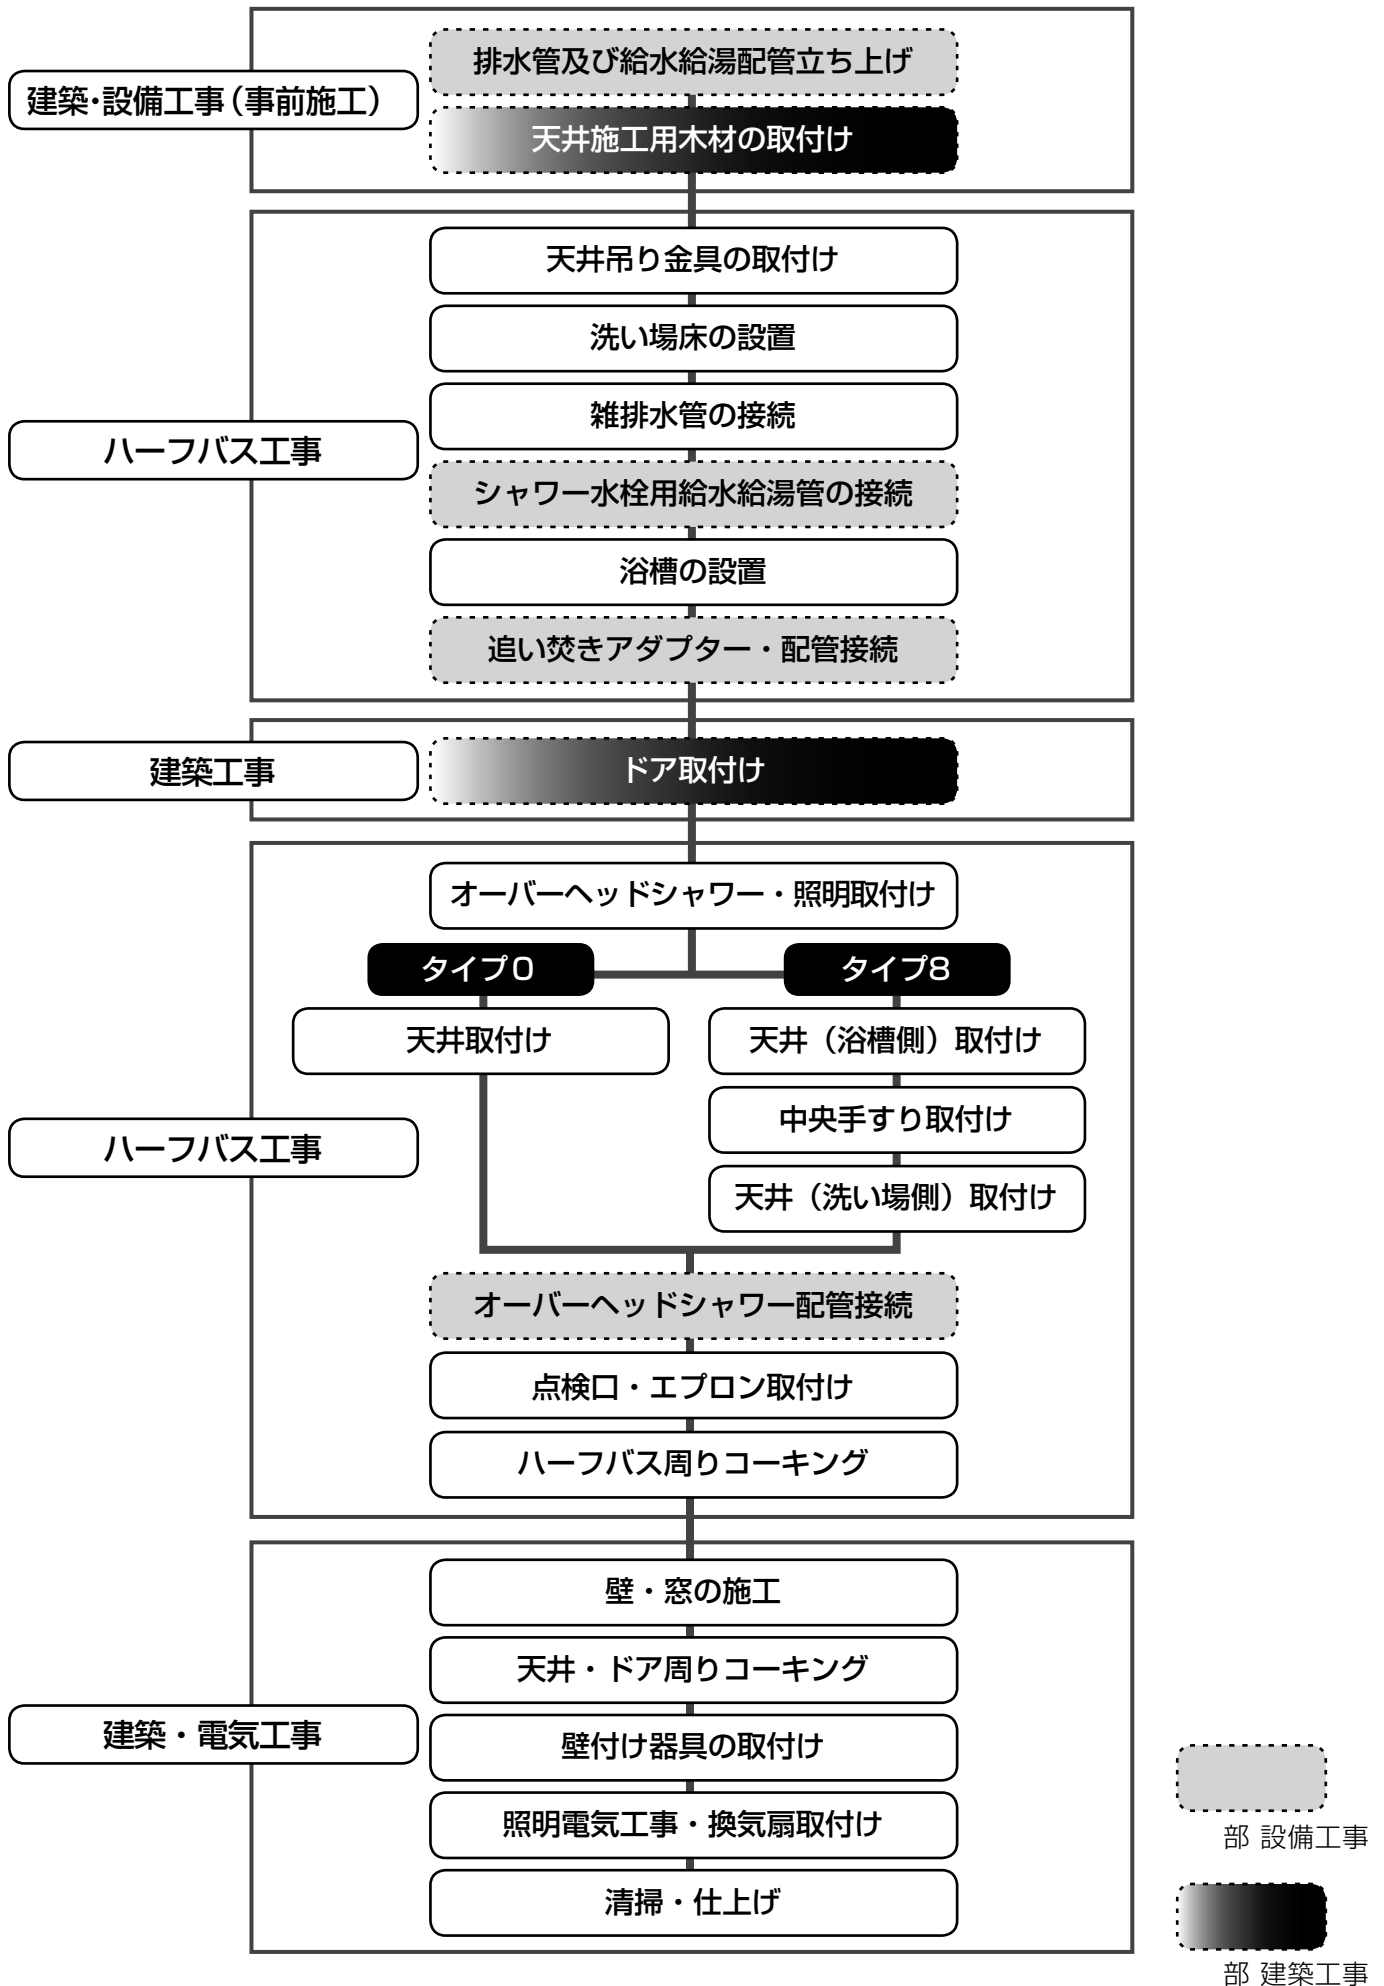 建築・設備工事（事前施工）
排水管及び給水給湯配管立ち上げ
天井施工用木材の取付け
ハーフバス工事
天井吊り金具の取付け
洗い場床の設置
雑排水管の接続
シャワー水栓用給水給湯管の接続
浴槽の設置
追い焚きアダプター・配管接続
建築工事
ドア取付け
ハーフバス工事
オーバーヘッドシャワー・照明取付け
タイプ0
タイプ8
天井取付け
天井（浴槽側）取付け
中央手すり取付け
天井（洗い場側）取付け
オーバーヘッドシャワー配管接続
点検口・エプロン取付け
ハーフバス周りコーキング
建築・電気工事
壁・窓の施工
天井・ドア周りコーキング
壁付け器具の取付け
照明電気工事・換気扇取付け
清掃・仕上げ
部 設備工事
部 建築工事